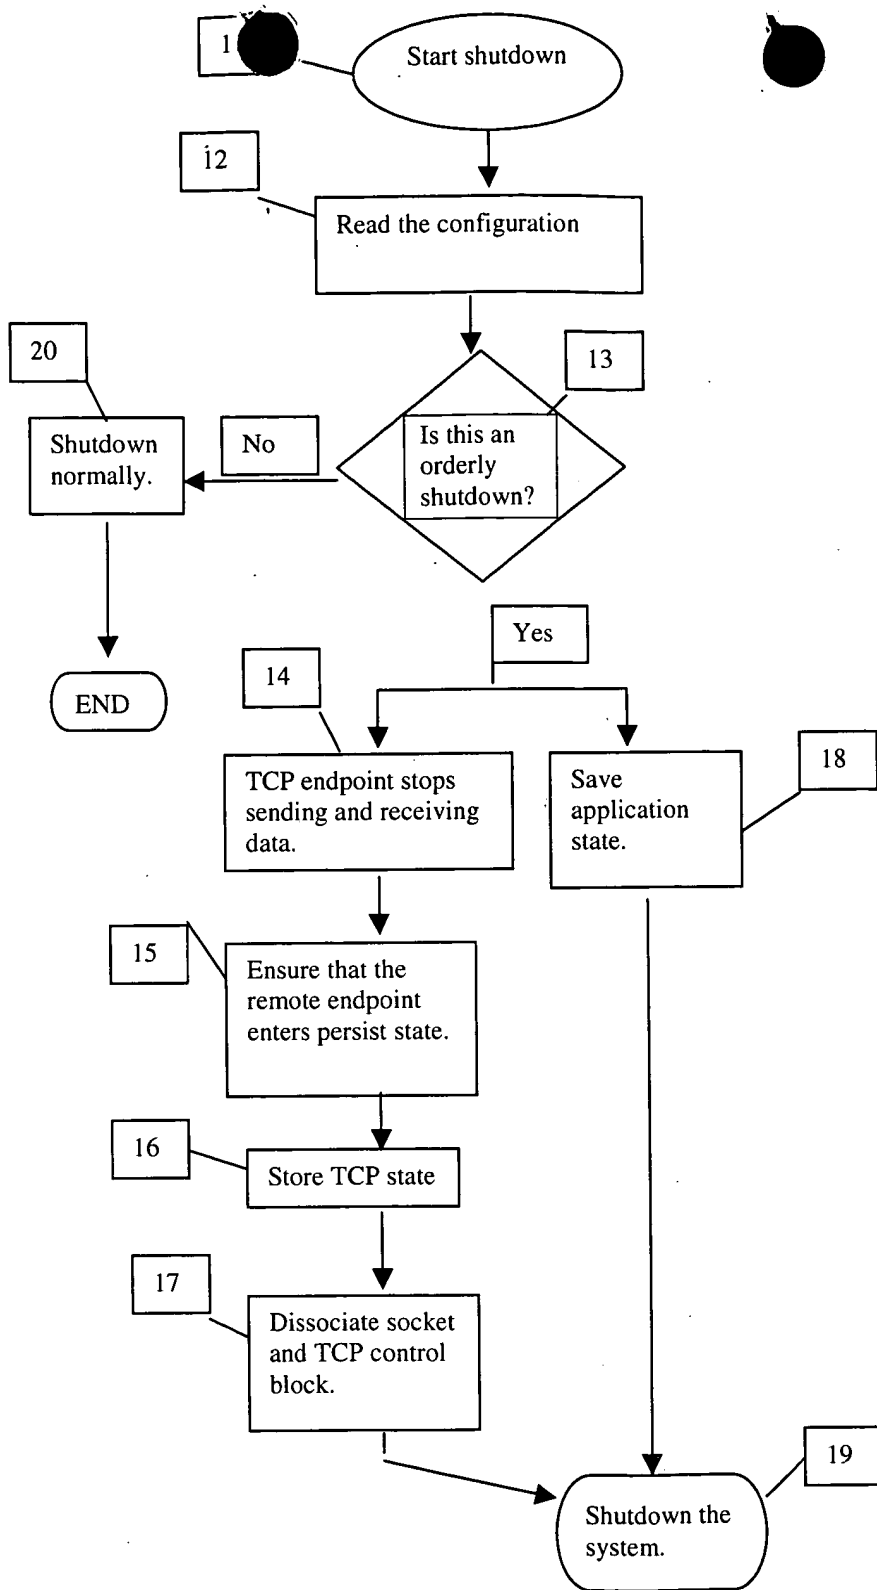 1
Start shutdown
12
Read the configuration
20
13
Shutdown
normally.
No
Is this an
orderly
shutdown?
Yes
14
END
TCP endpoint stops
sending and receiving
data.
Save
application
state.
18
15
Ensure that the
remote endpoint
enters persist state.
16
Store TCP state
17
Dissociate socket
and TCP control
block.
19
Shutdown the
system.